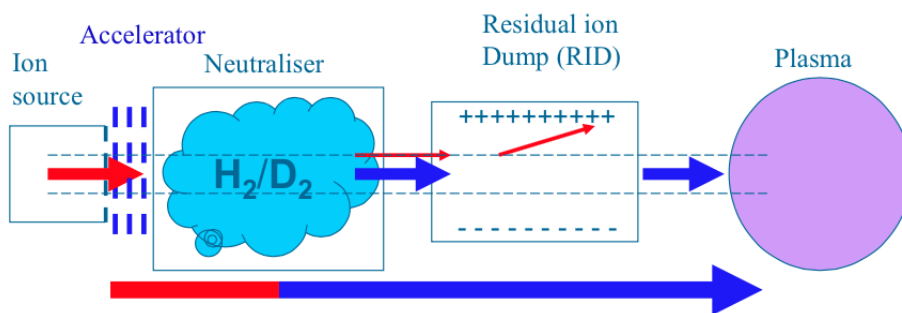 Accelerator
Ion
source
Neutraliser
Residual ion
Dump (RID)
Plasma
H₂/D₂
++++++++++
- - - - - - - - - -